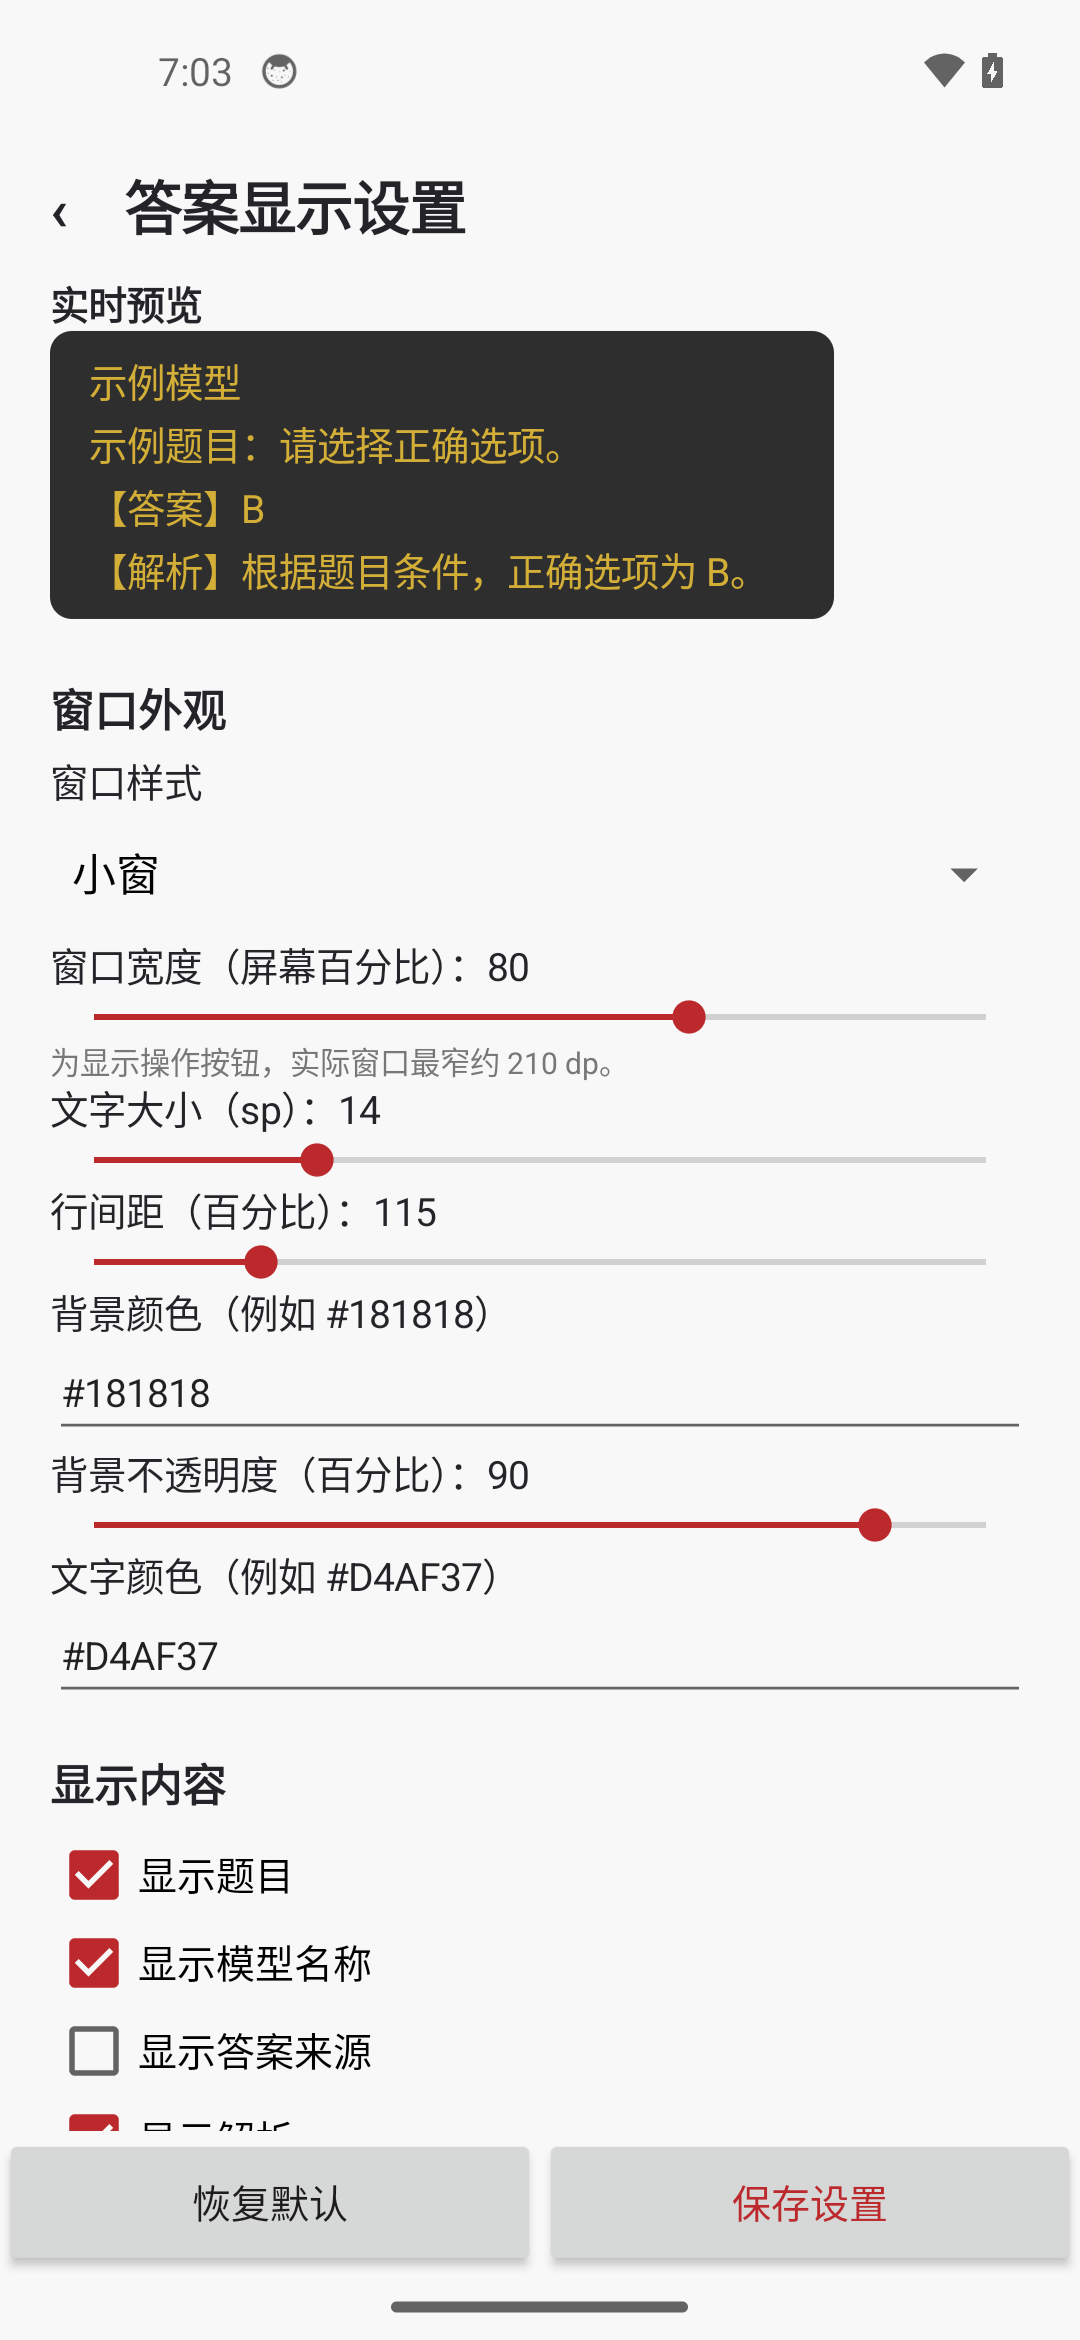 7:03
‹ 答案显示设置
实时预览
示例模型
示例题目：请选择正确选项。
【答案】B
【解析】根据题目条件，正确选项为 B。
窗口外观
窗口样式
小窗
窗口宽度（屏幕百分比）：80
为显示操作按钮，实际窗口最窄约 210 dp。
文字大小（sp）：14
行间距（百分比）：115
背景颜色（例如 #181818）
#181818
背景不透明度（百分比）：90
文字颜色（例如 #D4AF37）
#D4AF37
显示内容
显示题目
显示模型名称
显示答案来源
显示解析
恢复默认
保存设置